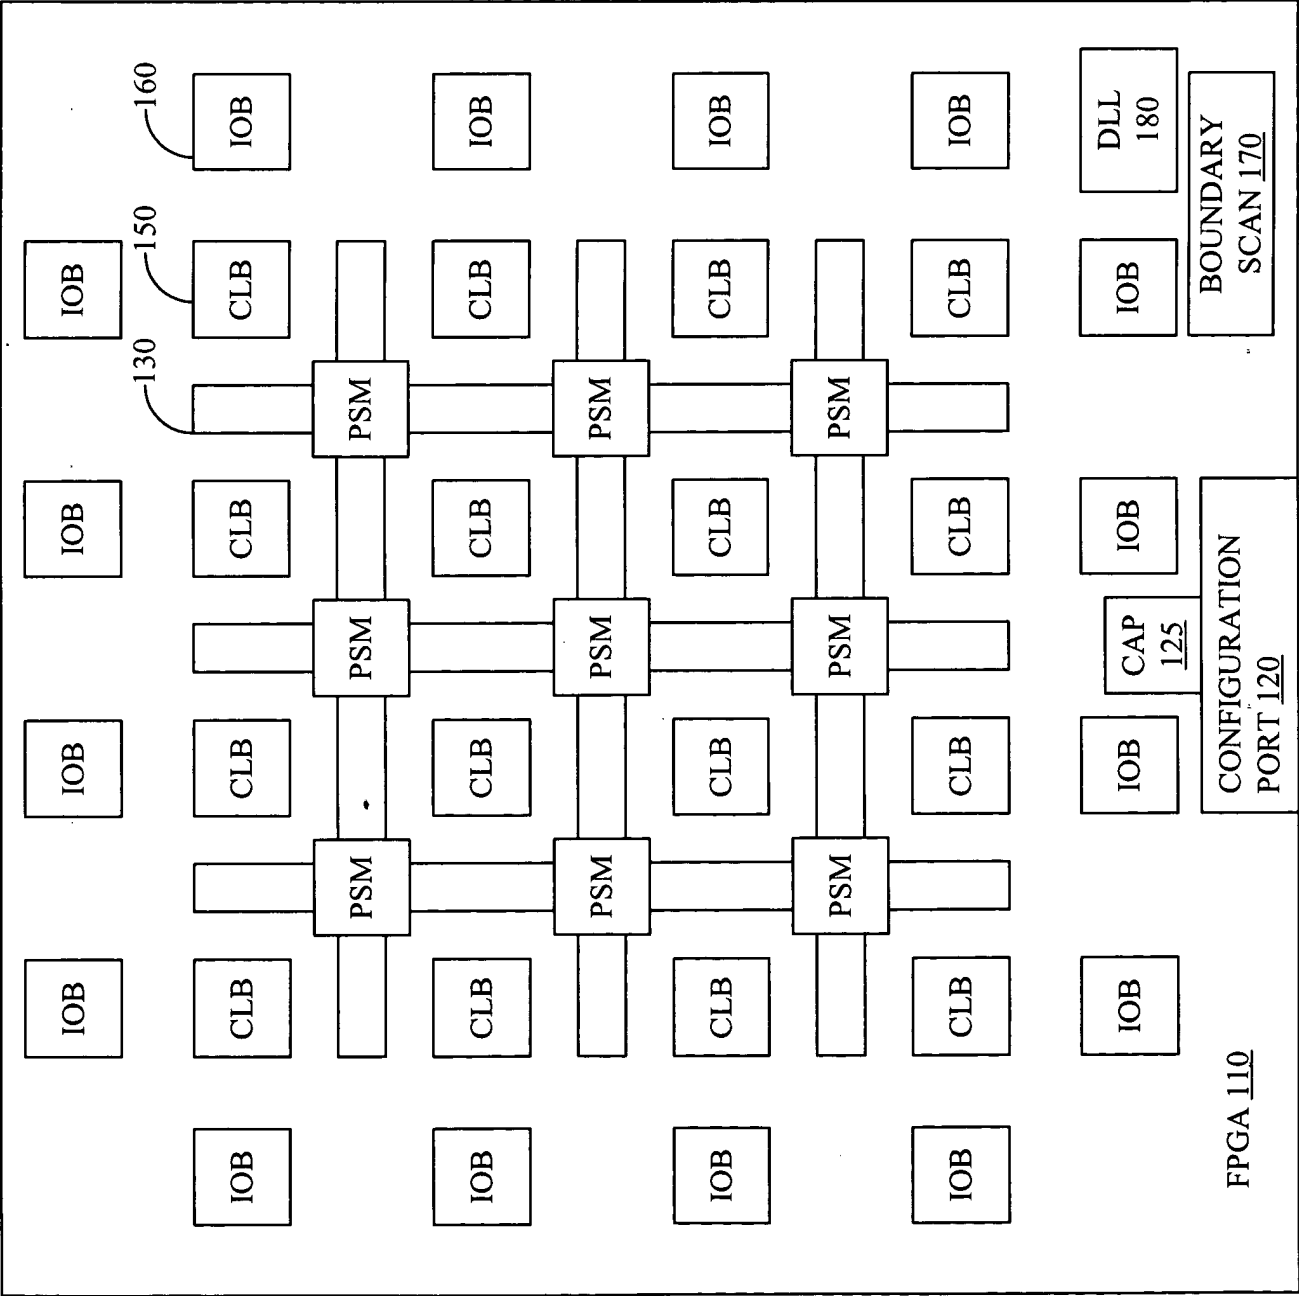 IOB
IOB
IOB
IOB
130
150
160
IOB
CLB
CLB
CLB
CLB
IOB
PSM
PSM
PSM
IOB
CLB
CLB
CLB
CLB
IOB
PSM
PSM
PSM
IOB
CLB
CLB
CLB
CLB
IOB
PSM
PSM
PSM
IOB
CLB
CLB
CLB
CLB
IOB
IOB
IOB
CAP
125
IOB
IOB
DLL
180
FPGA 110
CONFIGURATION
PORT 120
BOUNDARY
SCAN 170